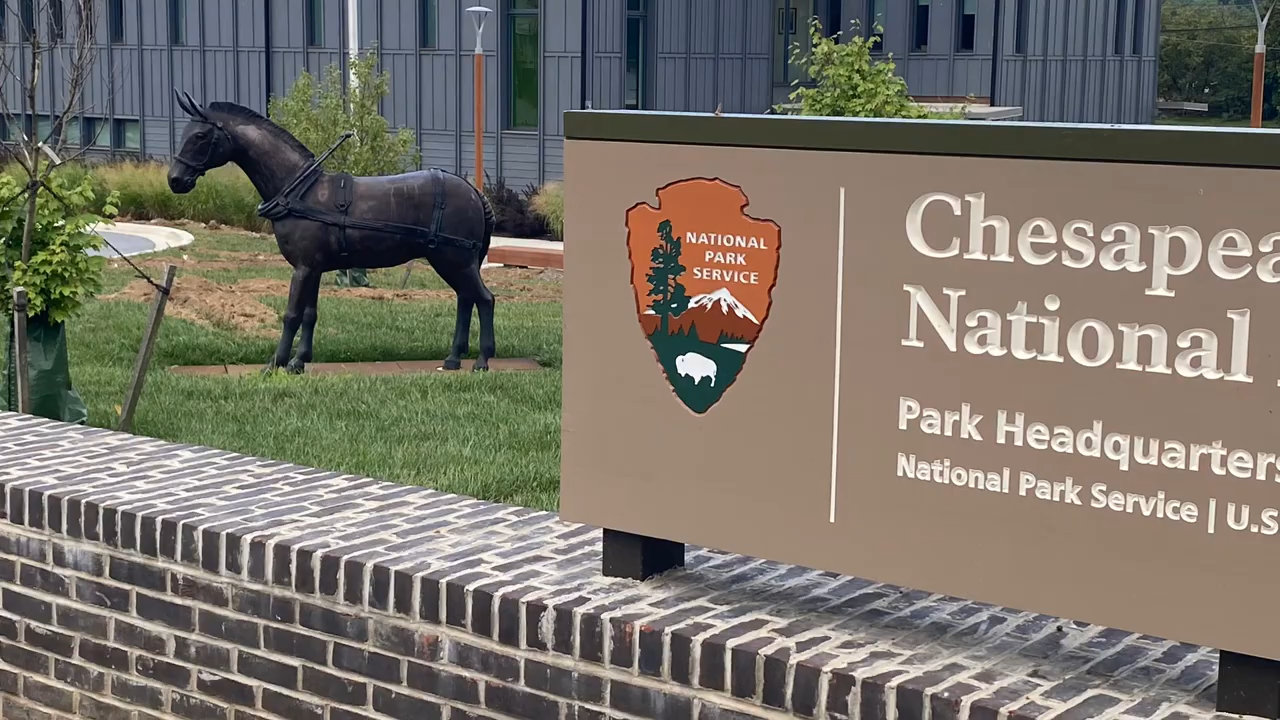 NATIONAL
PARK
SERVICE
Chesapea
National
Park Headquarters
National Park Service | U.S